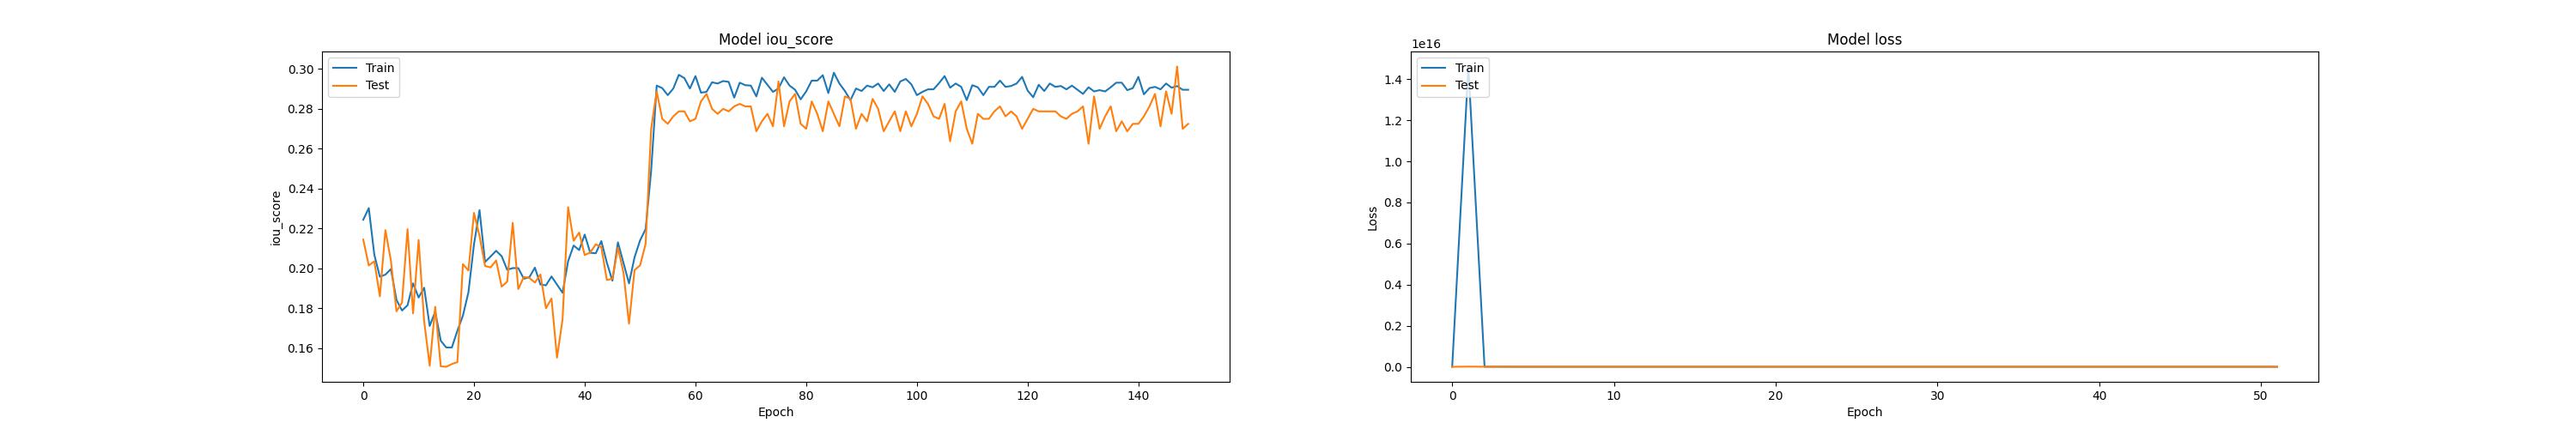 Model iou_score
Train
Test
0.30
0.28
0.26
0.24
0.22
0.20
0.18
0.16
iou_score
0 20 40 60 80 100 120 140
Epoch
Model loss
1e16
Train
Test
1.4
1.2
1.0
0.8
0.6
0.4
0.2
0.0
Loss
0 10 20 30 40 50
Epoch